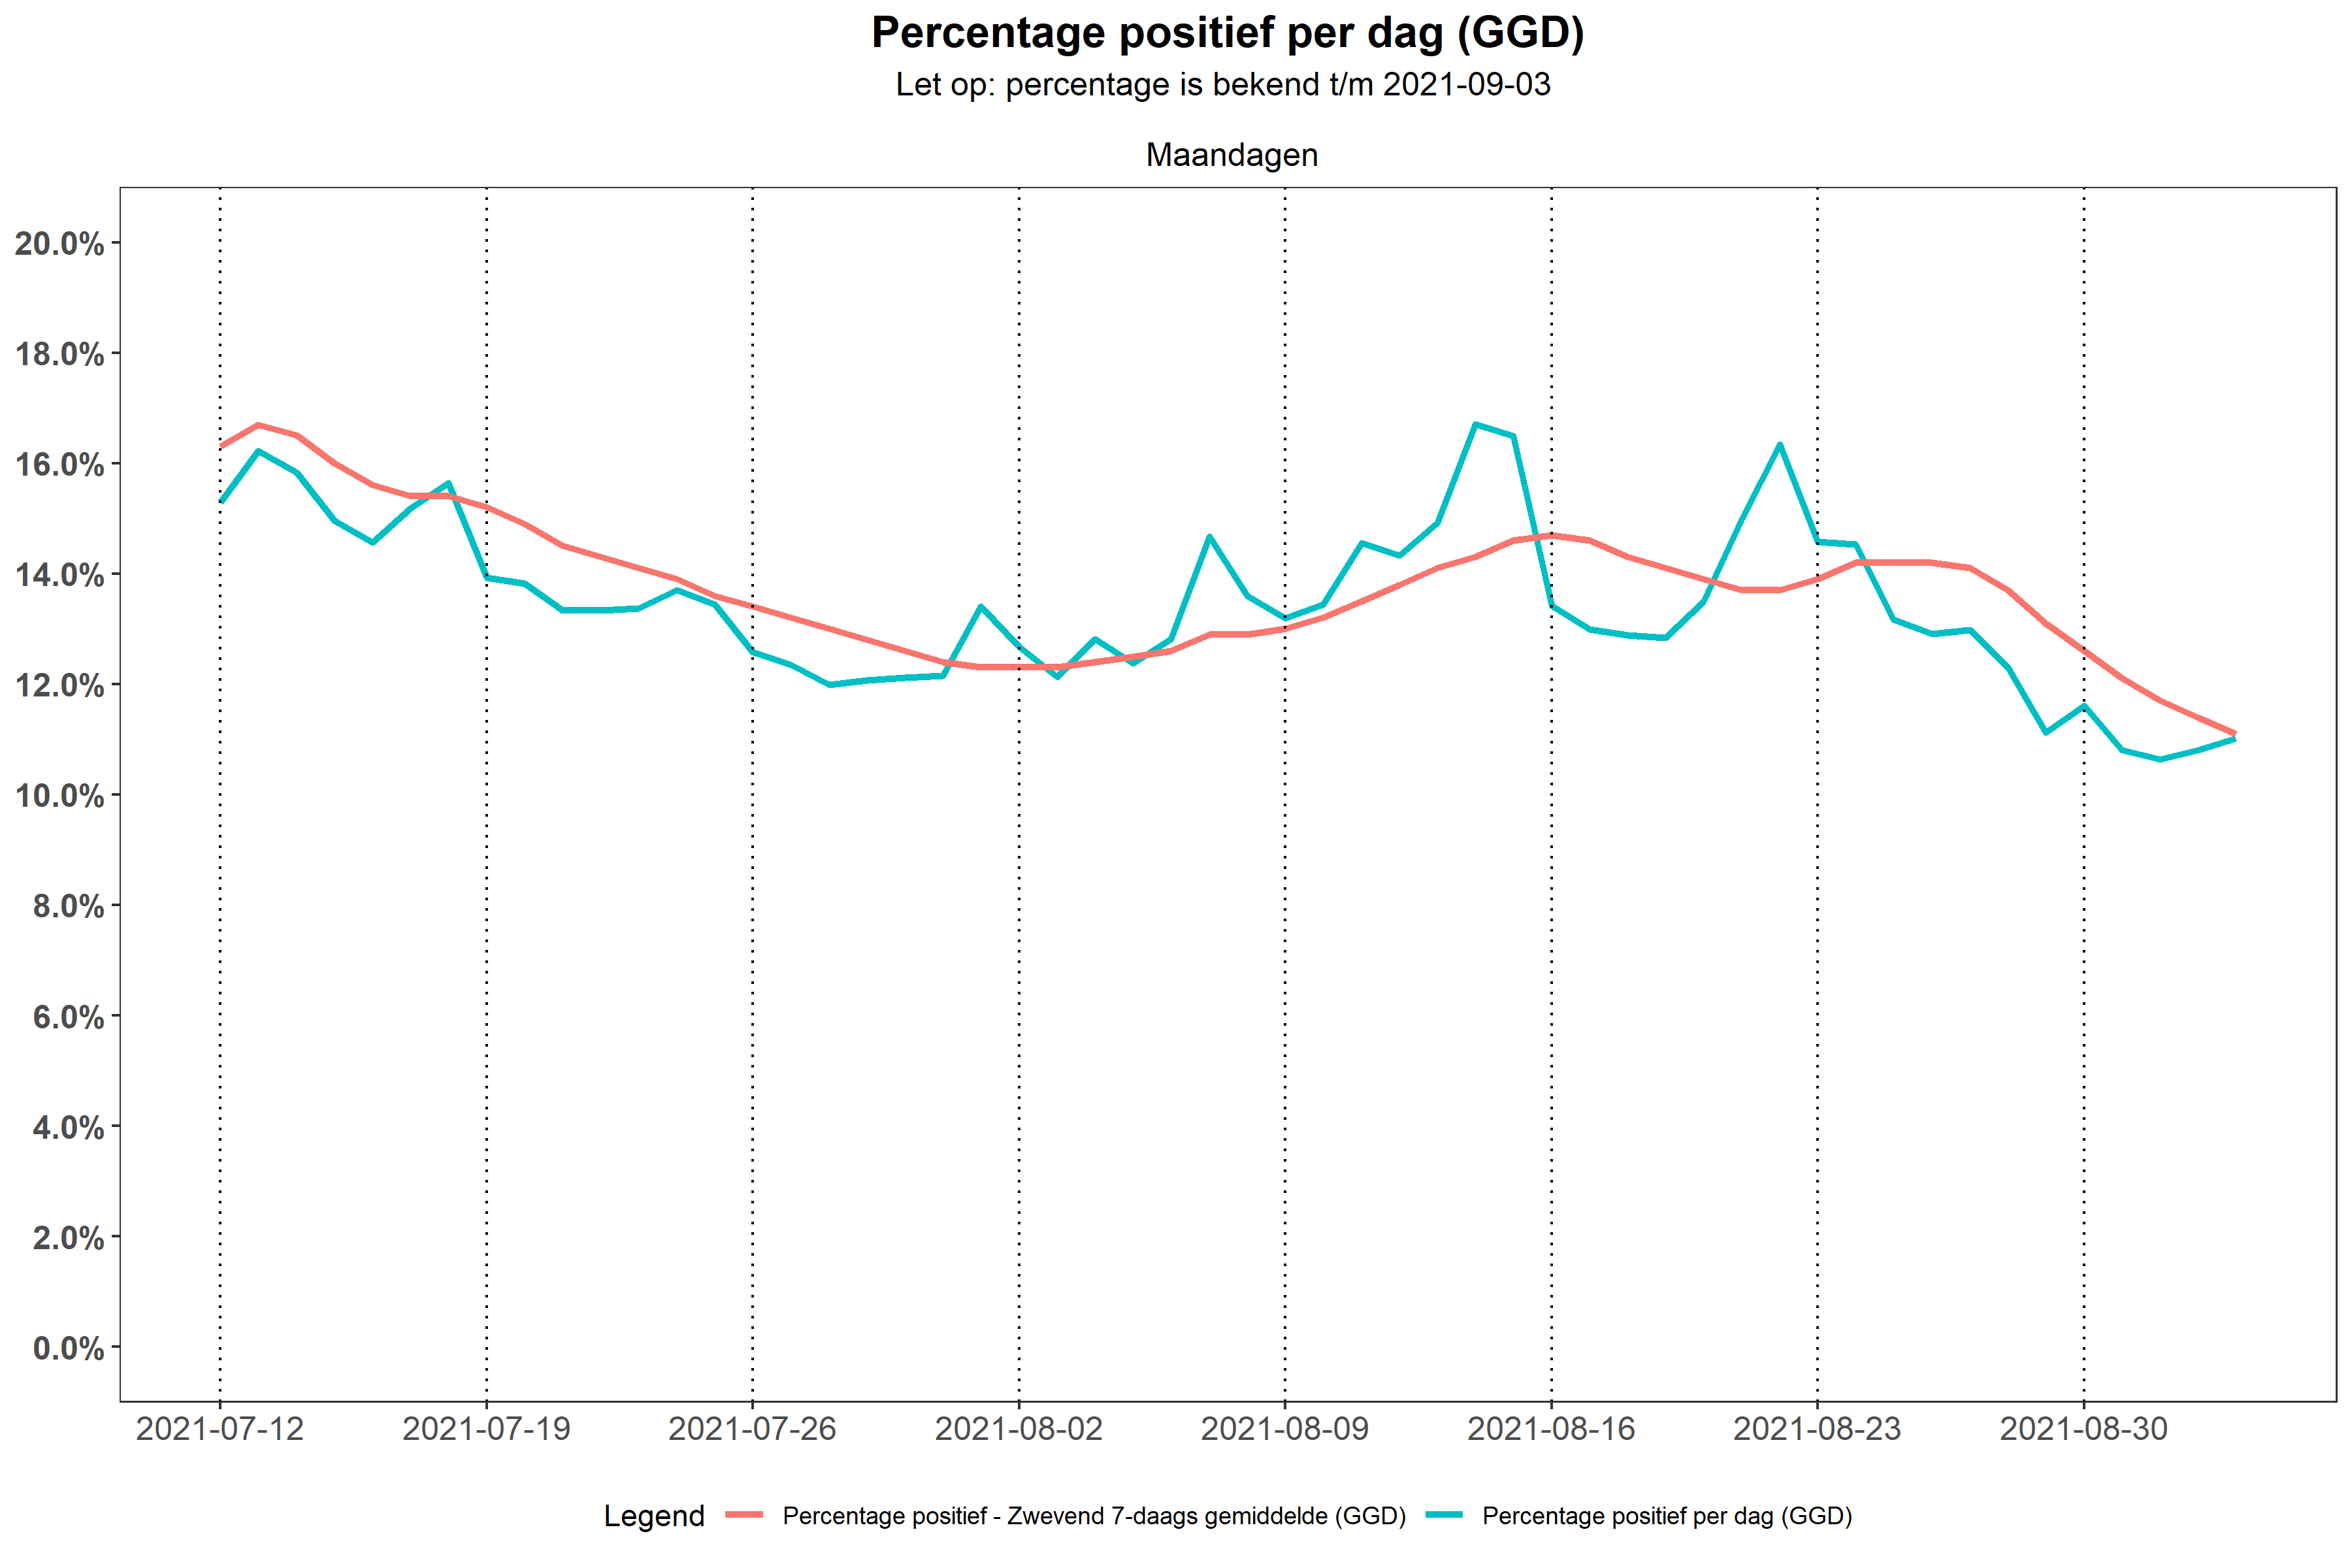 Percentage positief per dag (GGD)
Let op: percentage is bekend t/m 2021-09-03
Maandagen
20.0%
18.0%
16.0%
14.0%
12.0%
10.0%
8.0%
6.0%
4.0%
2.0%
0.0%
2021-07-12 2021-07-19 2021-07-26 2021-08-02 2021-08-09 2021-08-16 2021-08-23 2021-08-30
Legend Percentage positief - Zwevend 7-daags gemiddelde (GGD) Percentage positief per dag (GGD)